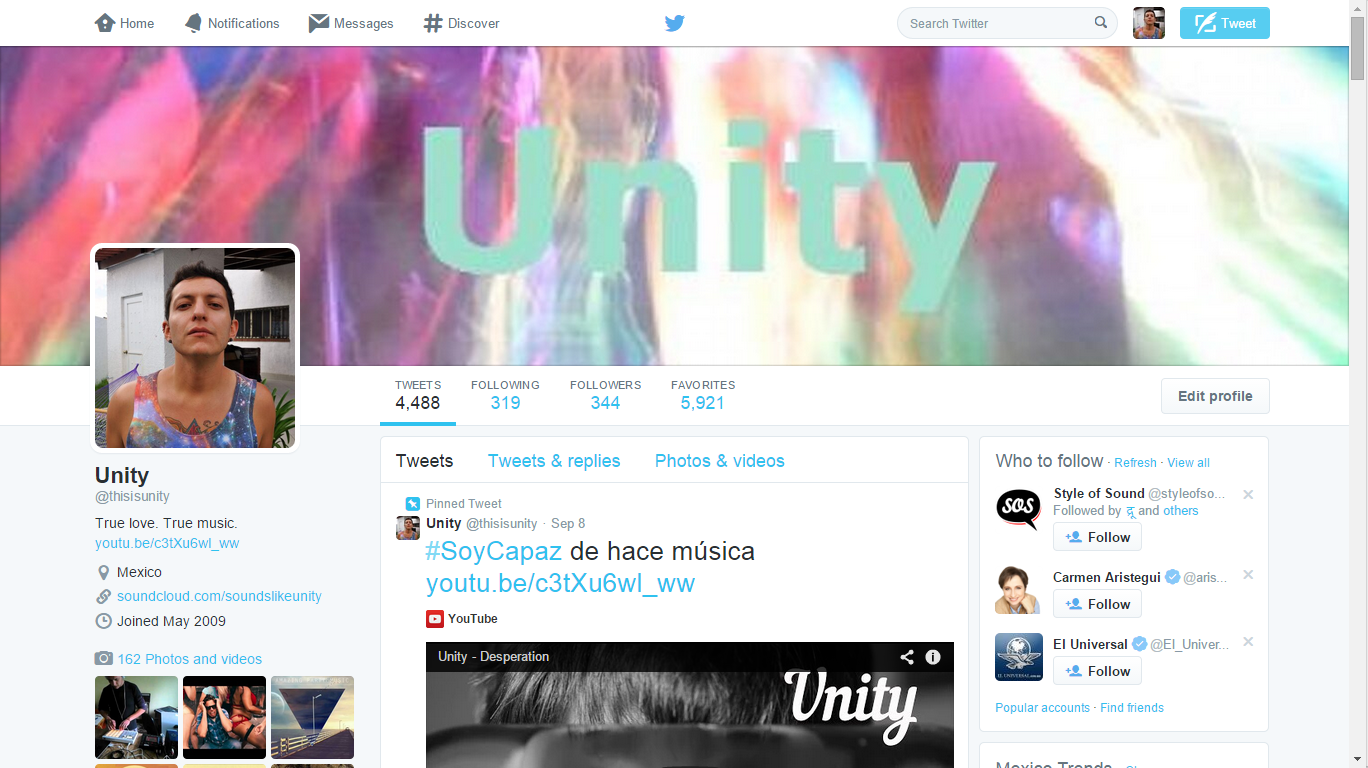 Home
Notifications
Messages
Discover
Search Twitter
Tweet
Unity
TWEETS
4,488
FOLLOWING
319
FOLLOWERS
344
FAVORITES
5,921
Edit profile
Unity
@thisisunity
True love. True music.
youtu.be/c3tXu6wl_ww
Mexico
soundcloud.com/soundslikeunity
Joined May 2009
162 Photos and videos
Tweets
Tweets & replies
Photos & videos
Pinned Tweet
Unity @thisisunity · Sep 8
#SoyCapaz de hace música
youtu.be/c3tXu6wl_ww
YouTube
Unity - Desperation
Unity
Who to follow · Refresh · View all
SOS
Style of Sound @styleofso...
Followed by दू and others
Follow
Carmen Aristegui @aris...
Follow
El Universal @El_Univer...
Follow
Popular accounts · Find friends